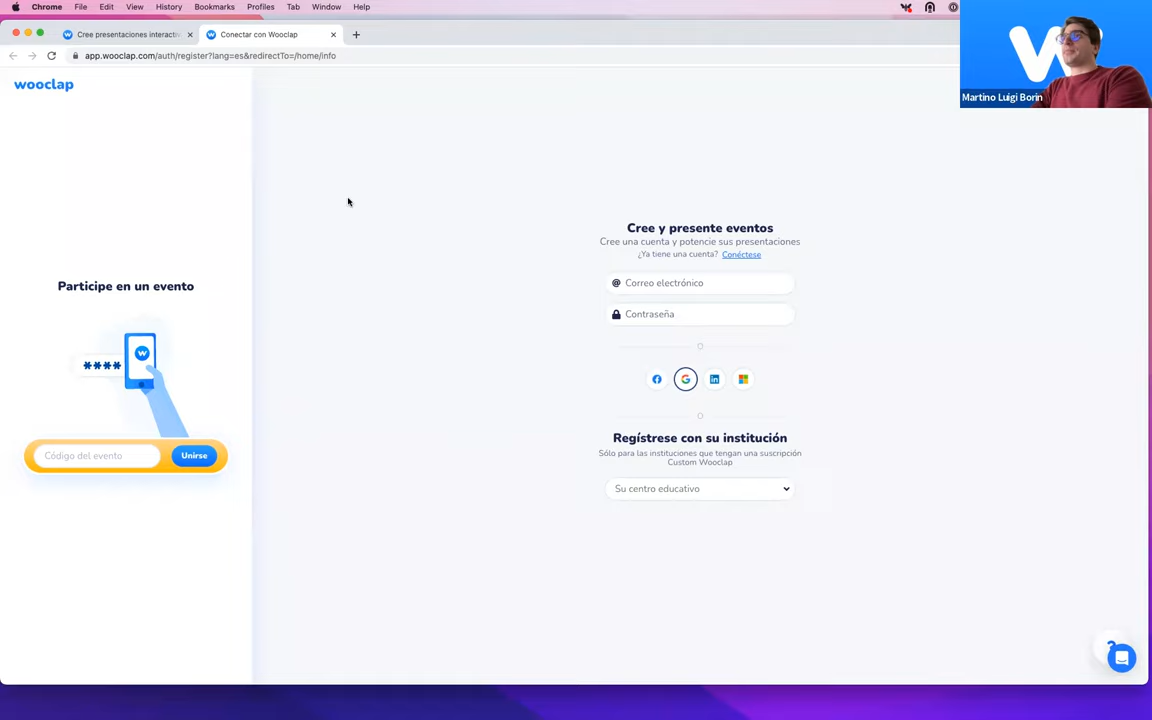 Chrome File Edit View History Bookmarks Profiles Tab Window Help
Cree presentaciones interactiv
Conectar con Wooclap
app.wooclap.com/auth/register?lang=es&redirectTo=/home/info
Martino Luigi Borin
wooclap
Participe en un evento
****
w
Código del evento
Unirse
Cree y presente eventos
Cree una cuenta y potencie sus presentaciones
¿Ya tiene una cuenta? Conéctese
@ Correo electrónico
Contraseña
O
O
Regístrese con su institución
Sólo para las instituciones que tengan una suscripción
Custom Wooclap
Su centro educativo
?